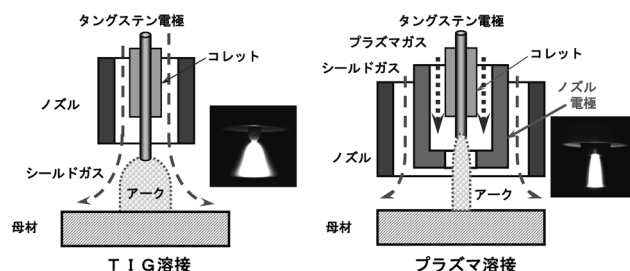 タングステン電極
コレット
ノズル
シールドガス
アーク
母材
ＴＩＧ溶接
タングステン電極
プラズマガス
コレット
シールドガス
ノズル
電極
ノズル
アーク
母材
プラズマ溶接